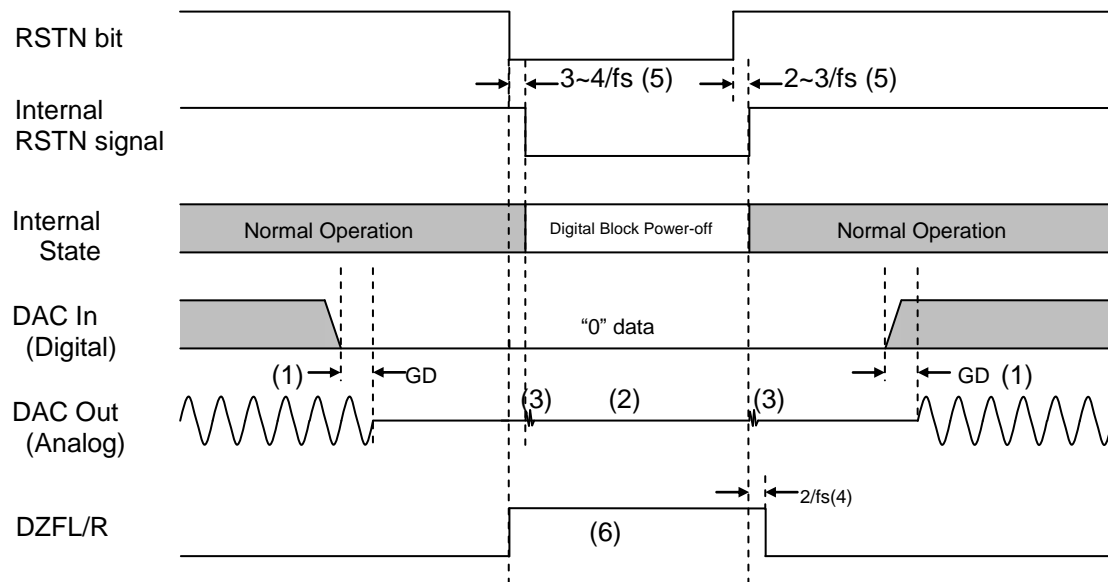 RSTN bit
3~4/fs (5)
2~3/fs (5)
Internal
RSTN signal
Internal
State
Normal Operation
Digital Block Power-off
Normal Operation
DAC In
(Digital)
“0” data
(1)
GD
GD (1)
DAC Out
(Analog)
(3)
(2)
(3)
2/fs(4)
DZFL/R
(6)